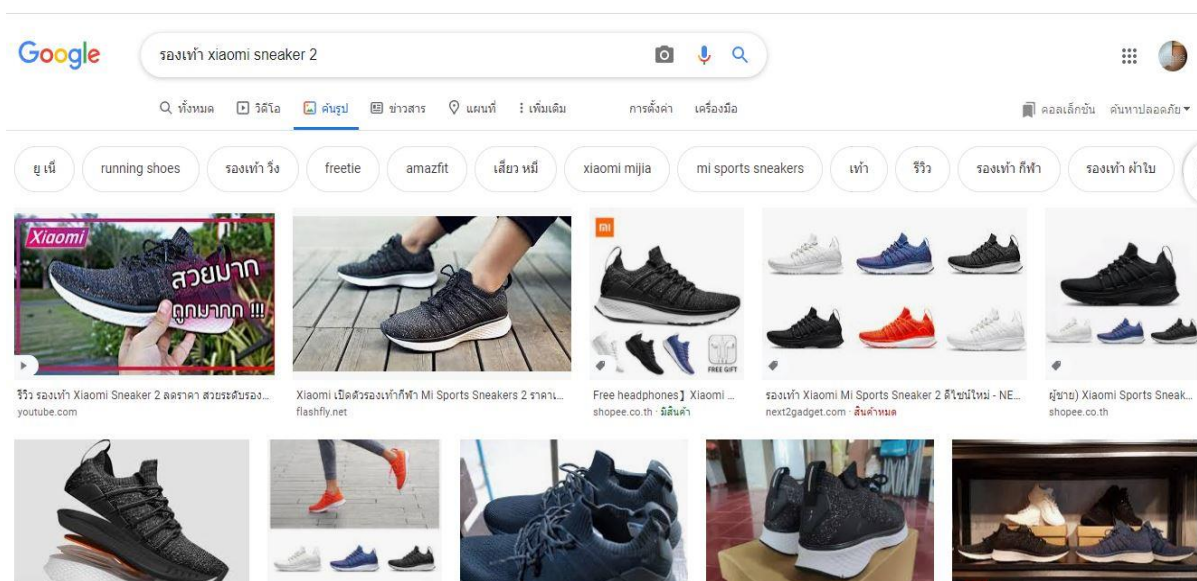 Google
รองเท้า xiaomi sneaker 2
ทั้งหมด วิดีโอ ค้นรูป ข่าวสาร แผนที่ เพิ่มเติม การตั้งค่า เครื่องมือ
คอลเล็กชัน ค้นหาปลอดภัย
ยู เนี่ running shoes รองเท้า วิ่ง freetie amazfit เสี่ยว หมี่ xiaomi mijia mi sports sneakers เท้า รีวิว รองเท้า กีฬา รองเท้า ผ้าใบ
Xiaomi
สวยมาก
ถูกมากก !!!
mi
FREE GIFT
รีวิว รองเท้า Xiaomi Sneaker 2 ลดราคา สวยระดับรอง...
youtube.com
Xiaomi เปิดตัวรองเท้ากีฬา Mi Sports Sneakers 2 ราคาเ...
flashfly.net
Free headphones】Xiaomi ...
shopee.co.th · มีสินค้า
รองเท้า Xiaomi Mi Sports Sneaker 2 ดีไซน์ใหม่ - NE...
next2gadget.com · สินค้าหมด
ผู้ชาย) Xiaomi Sports Sneak...
shopee.co.th